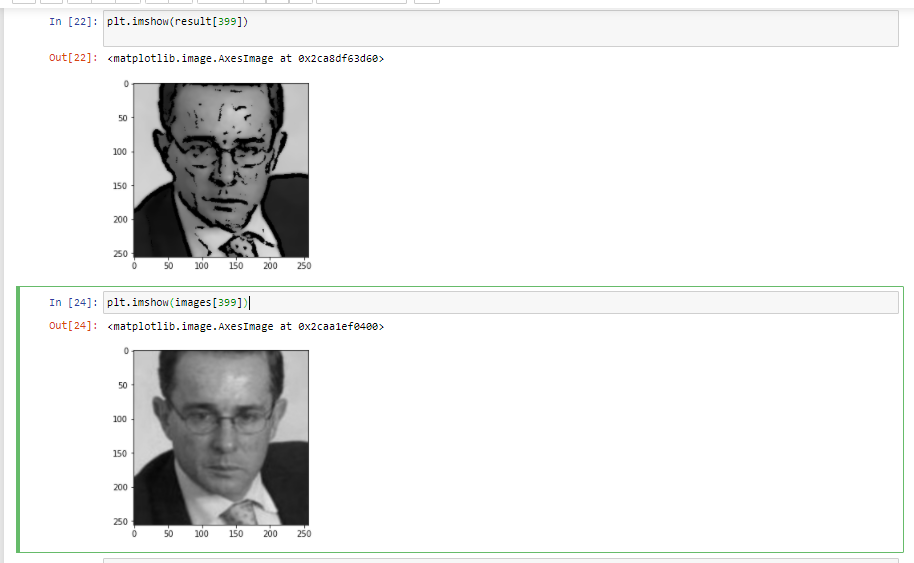 In [22]: plt.imshow(result[399])
Out[22]: <matplotlib.image.AxesImage at 0x2ca8df63d60>
0
50
100
150
200
250
0 50 100 150 200 250
In [24]: plt.imshow(images[399])
Out[24]: <matplotlib.image.AxesImage at 0x2caa1ef0400>
0
50
100
150
200
250
0 50 100 150 200 250